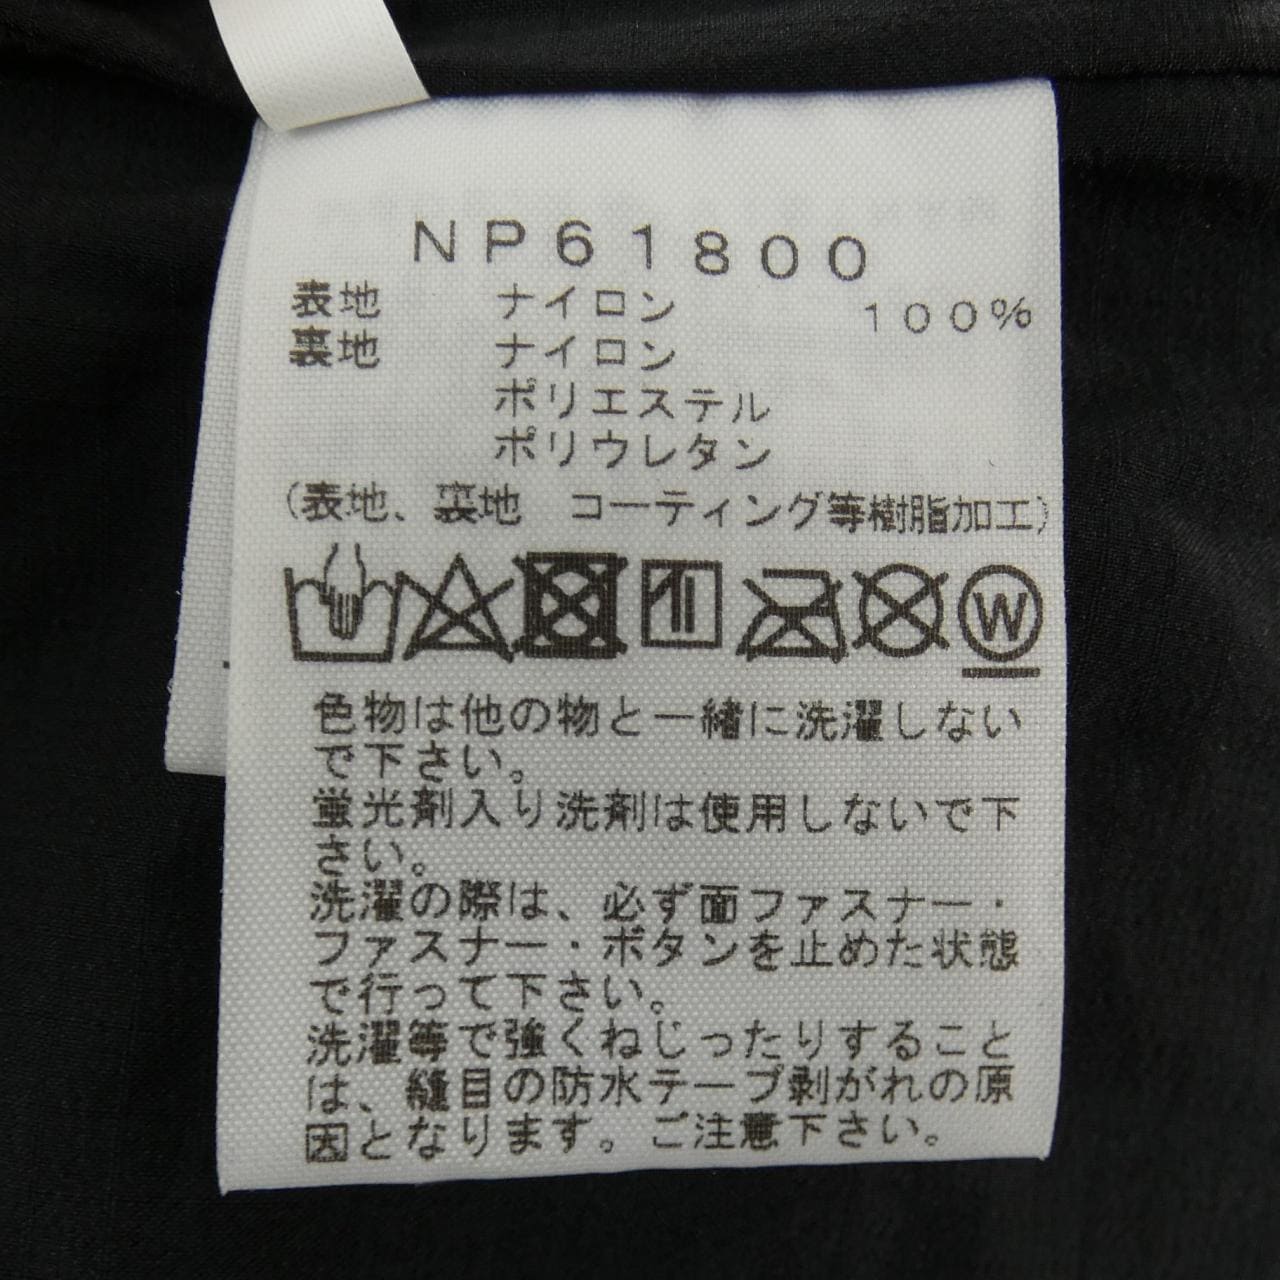 NP61800
表地 ナイロン 100%
裏地 ナイロン
ポリエステル
ポリウレタン
(表地、裏地 コーティング等樹脂加工)
W
色物は他の物と一緒に洗濯しない
で下さい。
蛍光剤入り洗剤は使用しないで下
さい。
洗濯の際は、必ず面ファスナー・
ファスナー・ボタンを止めた状態
で行って下さい。
洗濯等で強くねじったりすること
は、縫目の防水テープ剥がれの原
因となります。ご注意下さい。